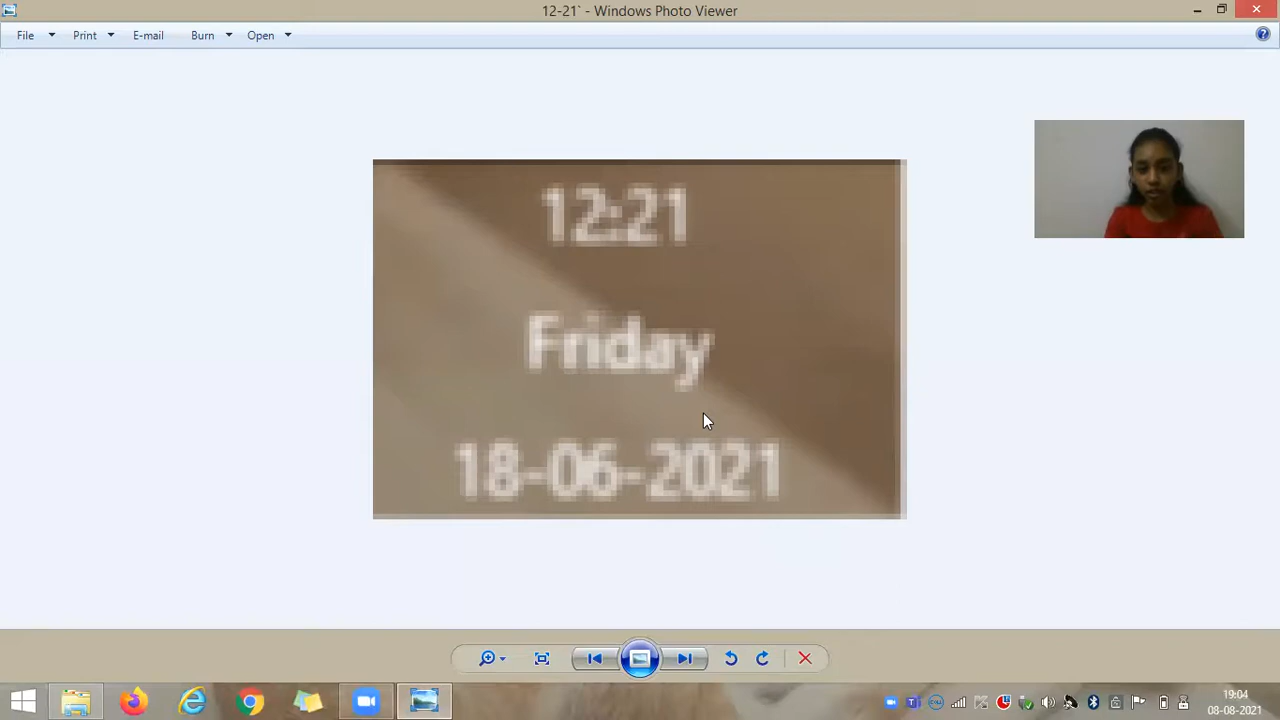 12-21` - Windows Photo Viewer
File Print E-mail Burn Open
12:21
Friday
18-06-2021
19:04
08-08-2021